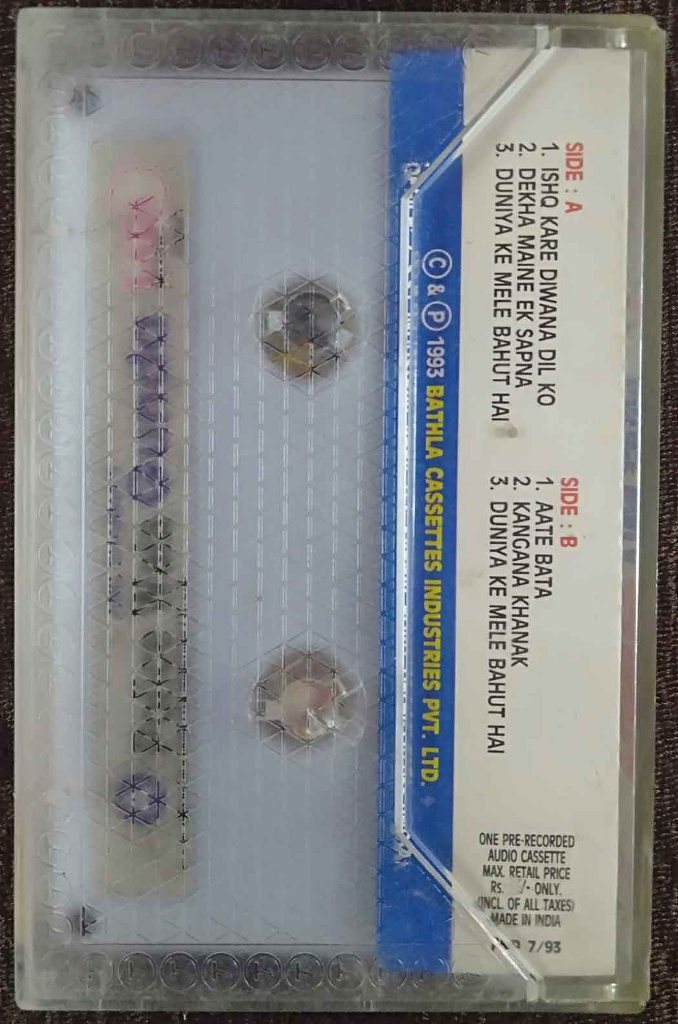 SIDE : A
1. ISHQ KARE DIWANA DIL KO
2. DEKHA MAINE EK SAPNA
3. DUNIYA KE MELE BAHUT HAI
SIDE : B
1. AATE BATA
2. KANGANA KHANAK
3. DUNIYA KE MELE BAHUT HAI
ONE PRE-RECORDED
AUDIO CASSETTE
MAX. RETAIL PRICE
Rs. /- ONLY.
(INCL. OF ALL TAXES)
MADE IN INDIA
7/93
© & ℗ 1993 BATHLA CASSETTES INDUSTRIES PVT. LTD.